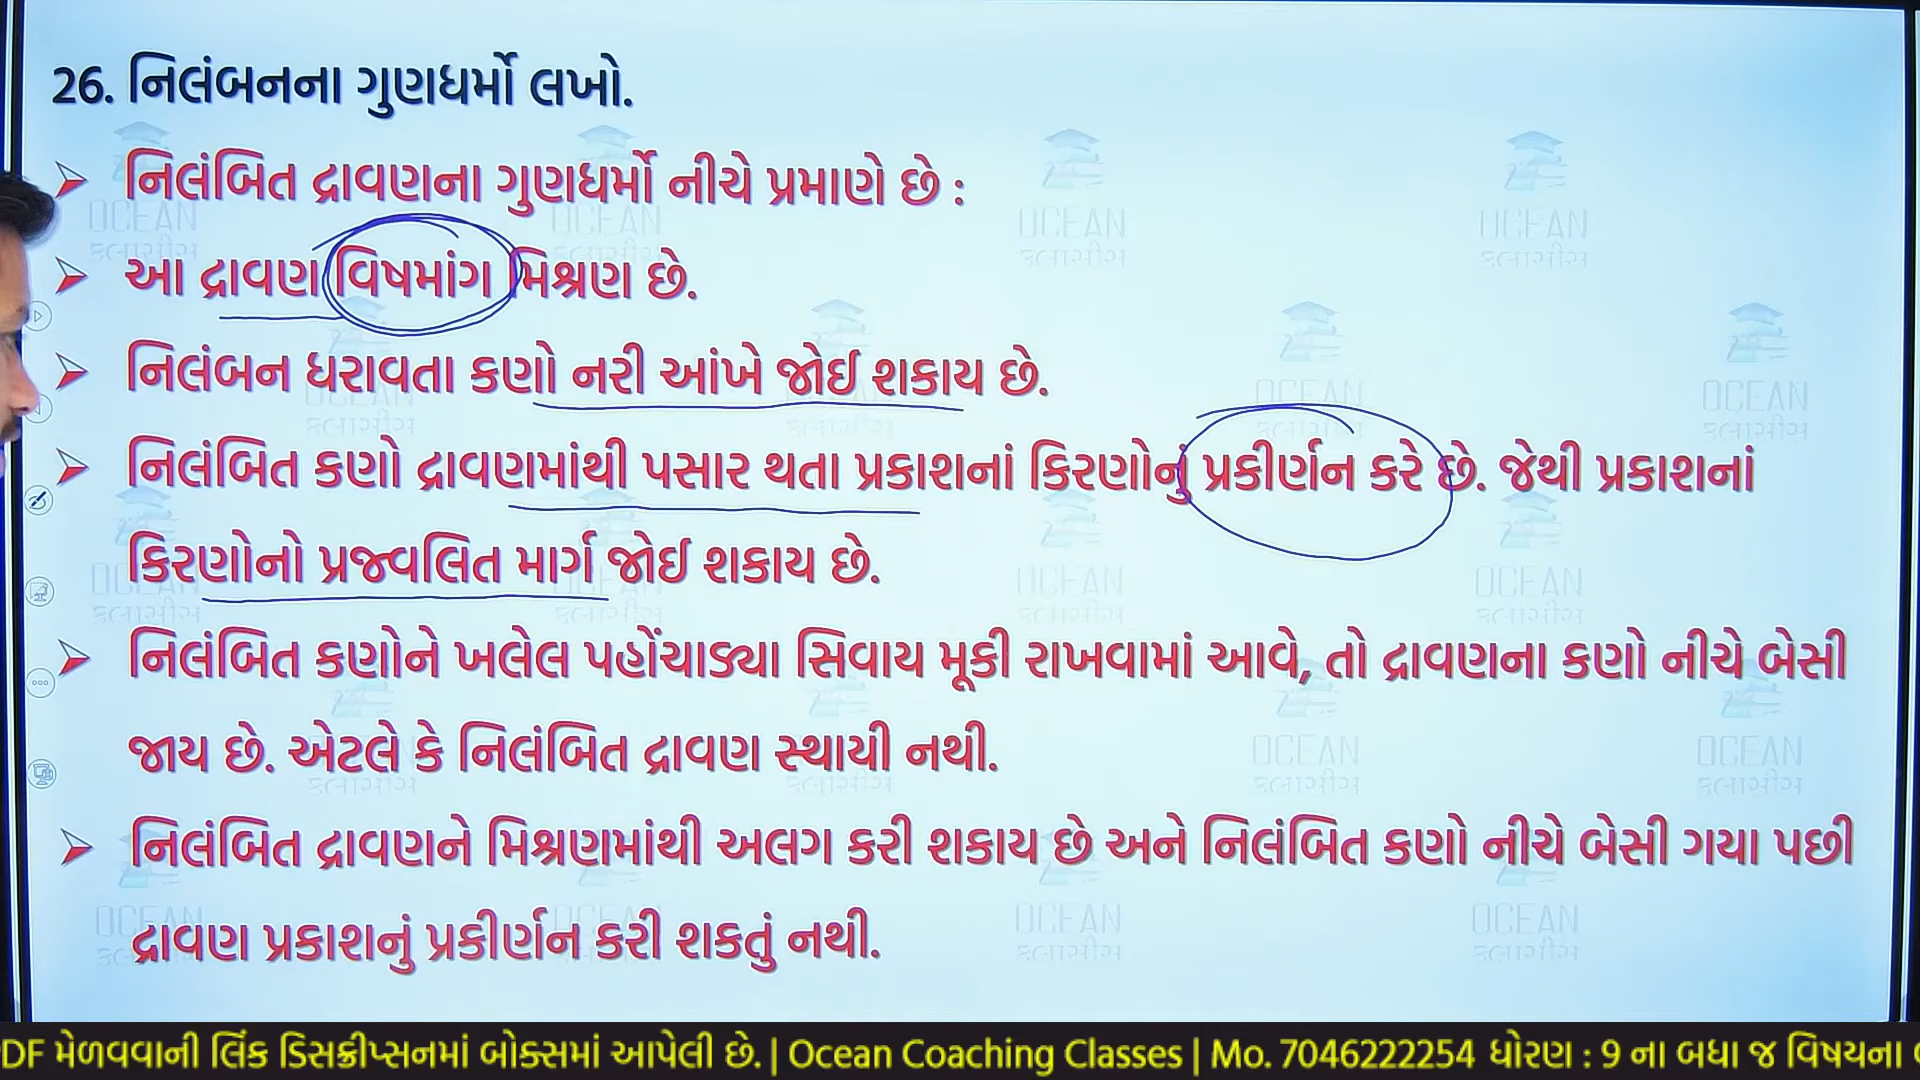 26. નિલંબનના ગુણધર્મો લખો.
➢ નિલંબિત દ્રાવણના ગુણધર્મો નીચે પ્રમાણે છે :
➢ આ દ્રાવણ વિષમાંગ મિશ્રણ છે.
➢ નિલંબન ધરાવતા કણો નરી આંખે જોઈ શકાય છે.
➢ નિલંબિત કણો દ્રાવણમાંથી પસાર થતા પ્રકાશનાં કિરણોનું પ્રકીર્ણન કરે છે. જેથી પ્રકાશનાં
કિરણોનો પ્રજ્વલિત માર્ગ જોઈ શકાય છે.
➢ નિલંબિત કણોને ખલેલ પહોંચાડ્યા સિવાય મૂકી રાખવામાં આવે, તો દ્રાવણના કણો નીચે બેસી
જાય છે. એટલે કે નિલંબિત દ્રાવણ સ્થાયી નથી.
➢ નિલંબિત દ્રાવણને મિશ્રણમાંથી અલગ કરી શકાય છે અને નિલંબિત કણો નીચે બેસી ગયા પછી
દ્રાવણ પ્રકાશનું પ્રકીર્ણન કરી શકતું નથી.
DF મેળવવાની લિંક ડિસક્રીપ્સનમાં બોક્સમાં આપેલી છે. | Ocean Coaching Classes | Mo. 7046222254 ધોરણ : 9 ના બધા જ વિષયના